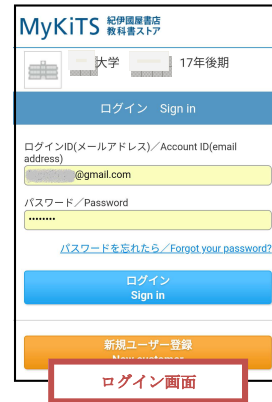 MyKiTS 紀伊國屋書店
教科書ストア
大学 17年後期
ログイン Sign in
ログインID(メールアドレス)／Account ID(email
address)
@gmail.com
パスワード／Password
••••••••
パスワードを忘れたら／Forgot your password?
ログイン
Sign in
新規ユーザー登録
New customer
ログイン画面